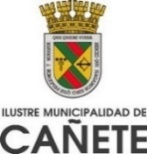 ILUSTRE MUNICIPALIDAD DE
CAÑETE